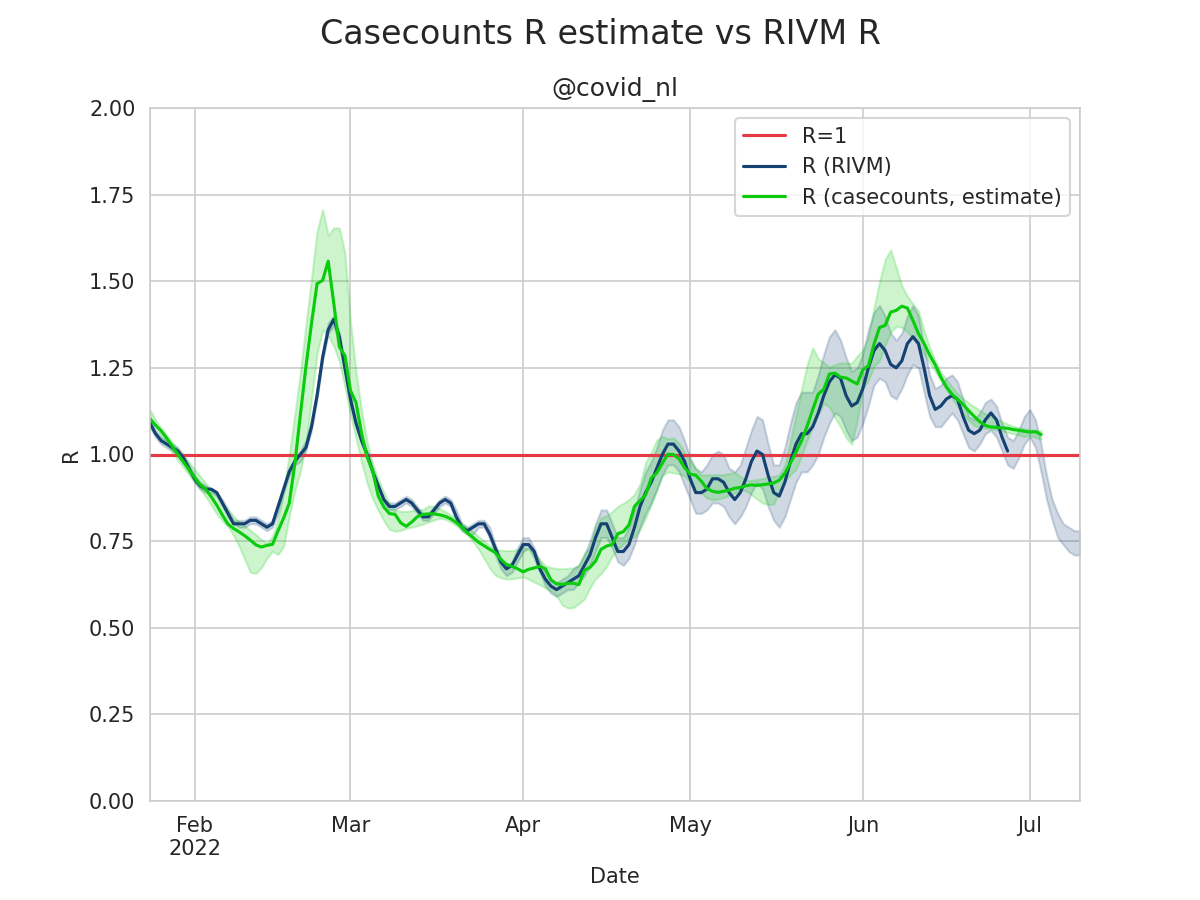 Casecounts R estimate vs RIVM R
@covid_nl
R=1
R (RIVM)
R (casecounts, estimate)
2.00
1.75
1.50
1.25
1.00
0.75
0.50
0.25
0.00
R
Feb Mar Apr May Jun Jul
2022
Date